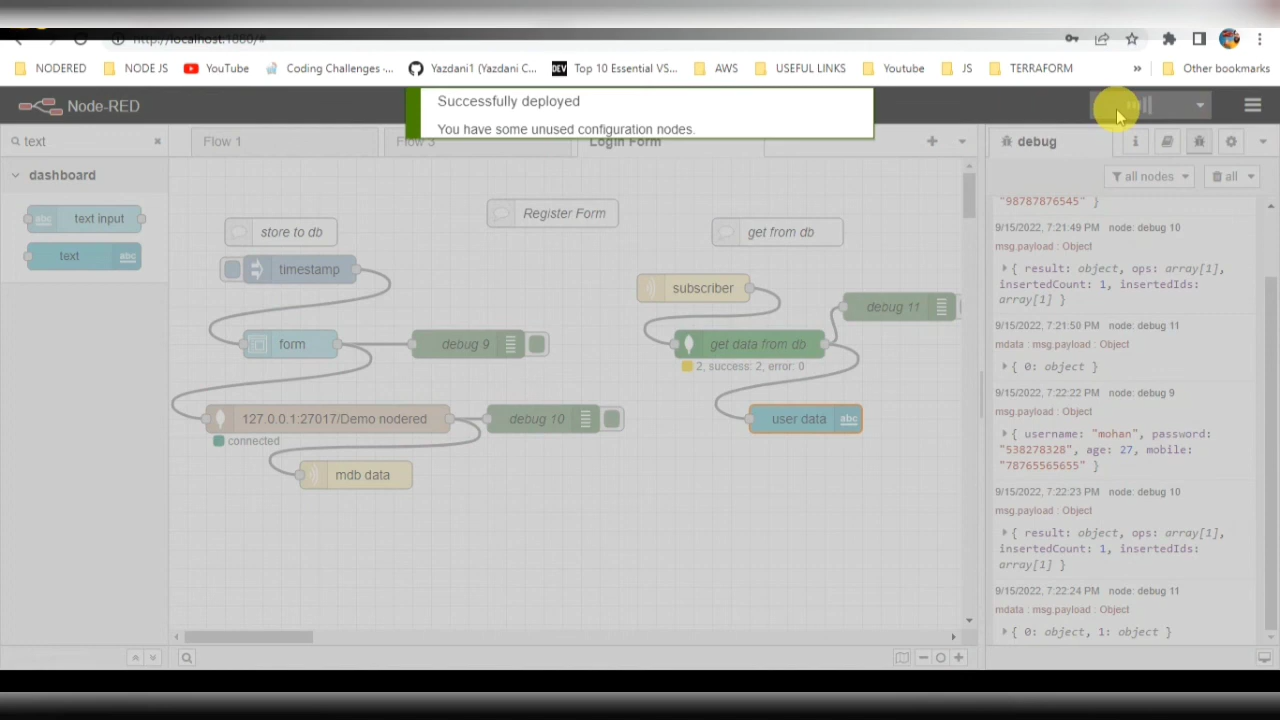 http://localhost:1880/#
NODERED
NODE JS
YouTube
Coding Challenges -...
Yazdani1 (Yazdani C...
DEV
Top 10 Essential VS...
AWS
USEFUL LINKS
Youtube
JS
TERRAFORM
»
Other bookmarks
Node-RED
Successfully deployed
You have some unused configuration nodes.
text
Flow 1
Flow 3
Login Form
debug
all nodes
all
dashboard
text input
abc
text
abc
store to db
Register Form
get from db
timestamp
subscriber
debug 11
form
debug 9
get data from db
2, success: 2, error: 0
127.0.0.1:27017/Demo nodered
debug 10
user data
abc
connected
mdb data
"98787876545" }
9/15/2022, 7:21:49 PM node: debug 10
msg.payload : Object
{ result: object, ops: array[1],
insertedCount: 1, insertedIds:
array[1] }
9/15/2022, 7:21:50 PM node: debug 11
mdata : msg.payload : Object
{ 0: object }
9/15/2022, 7:22:22 PM node: debug 9
msg.payload : Object
{ username: "mohan", password:
"538278328", age: 27, mobile:
"78765565655" }
9/15/2022, 7:22:23 PM node: debug 10
msg.payload : Object
{ result: object, ops: array[1],
insertedCount: 1, insertedIds:
array[1] }
9/15/2022, 7:22:24 PM node: debug 11
mdata : msg.payload : Object
{ 0: object, 1: object }